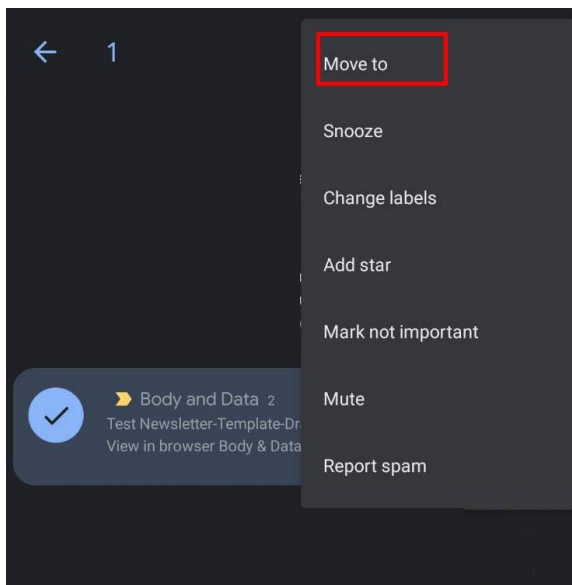 1
Move to
Snooze
Change labels
Add star
Mark not important
Mute
Report spam
Body and Data 2
Test Newsletter-Template-Dr
View in browser Body & Data